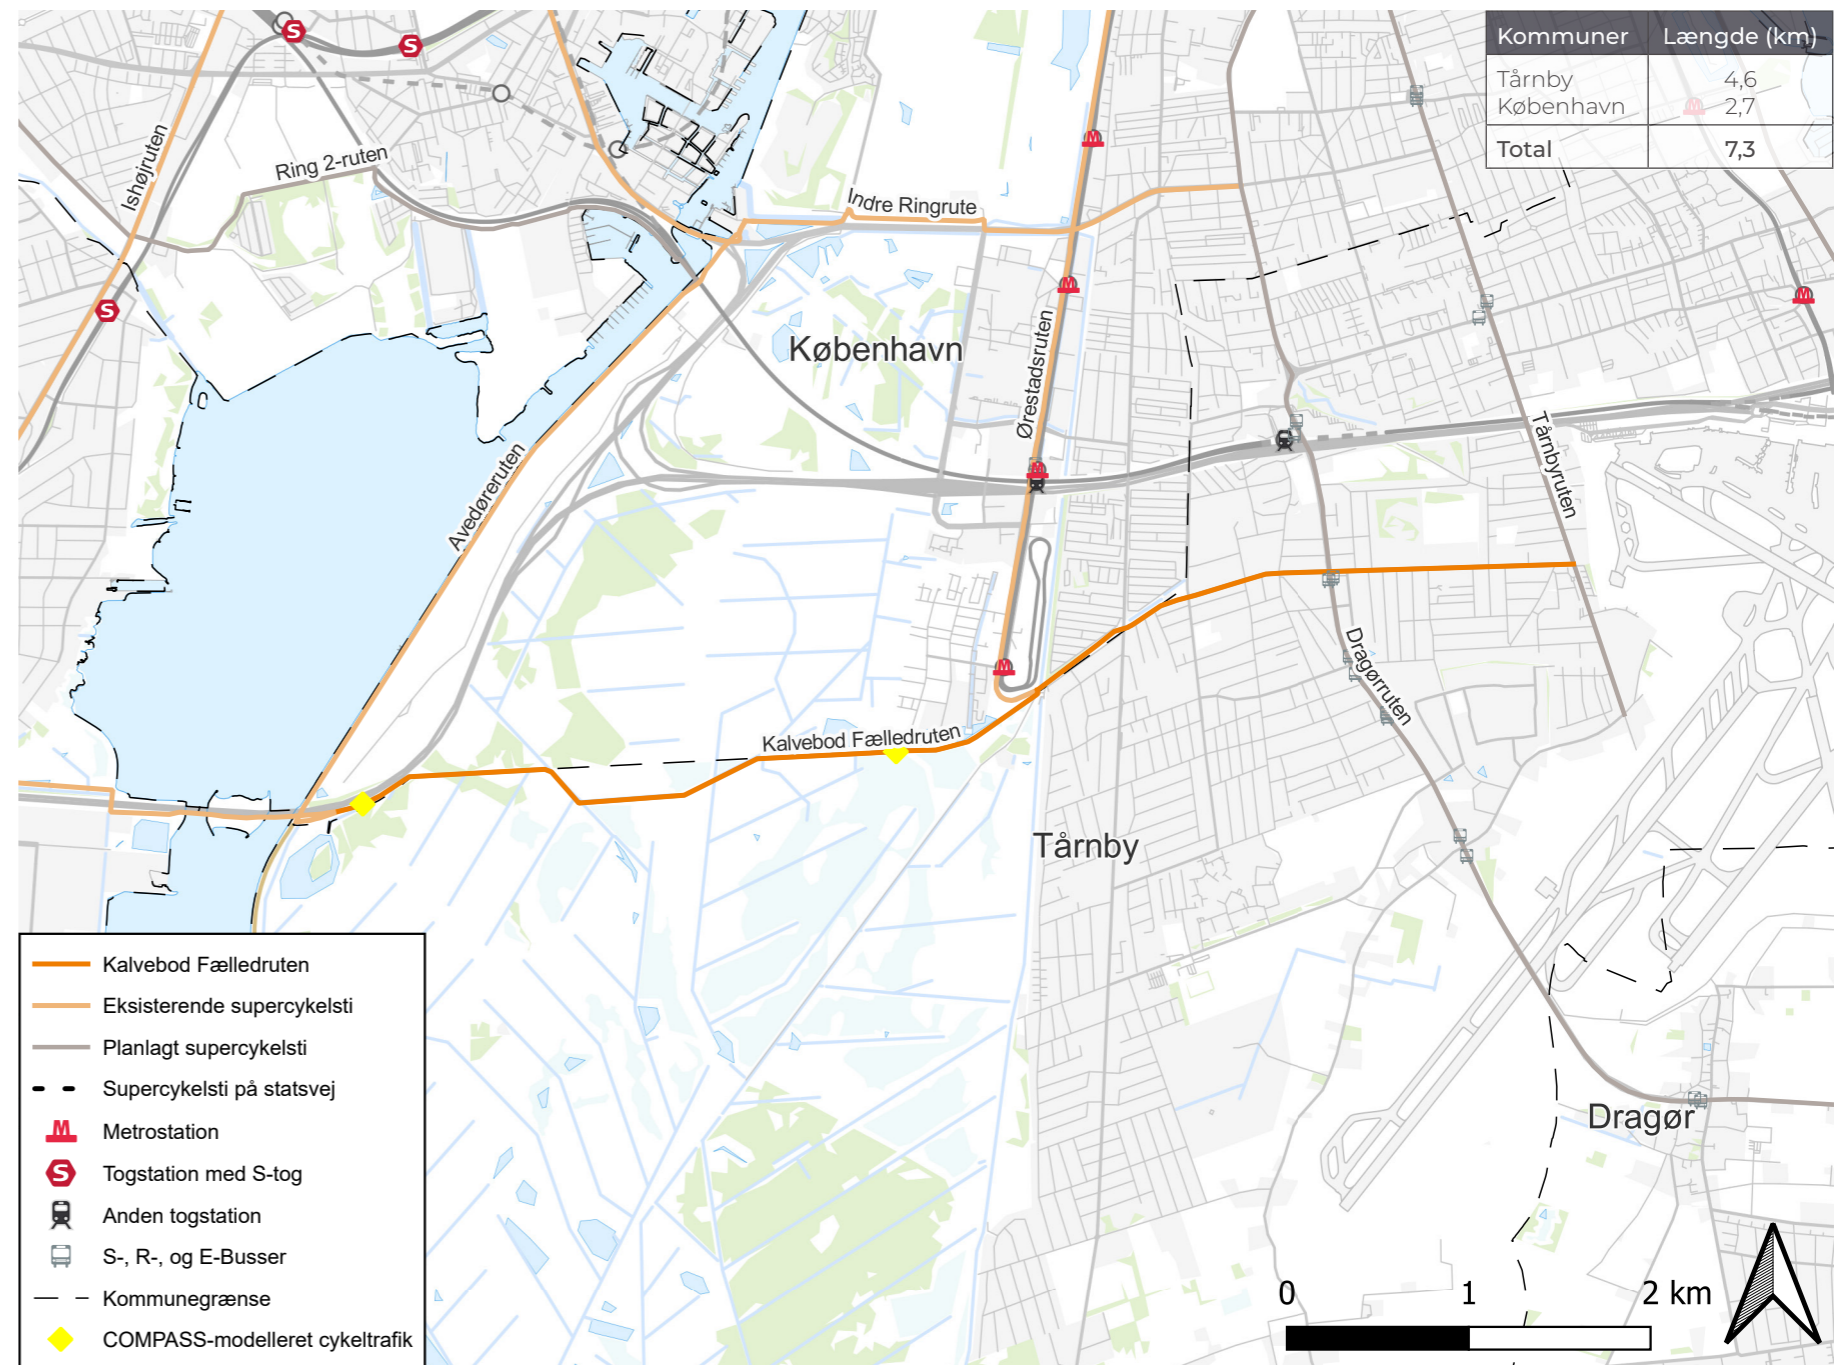 Kommuner Længde (km)
Tårnby 4,6
København 2,7
Total 7,3
Ishøjruten
Ring 2-ruten
Indre Ringrute
København
Ørestadsruten
Avedøreruten
Tårnbyruten
Dragørruten
Kalvebod Fælledruten
Tårnby
Dragør
Kalvebod Fælledruten
Eksisterende supercykelsti
Planlagt supercykelsti
Supercykelsti på statsvej
M Metrostation
S Togstation med S-tog
Anden togstation
S-, R-, og E-Busser
Kommunegrænse
COMPASS-modelleret cykeltrafik
0 1 2 km